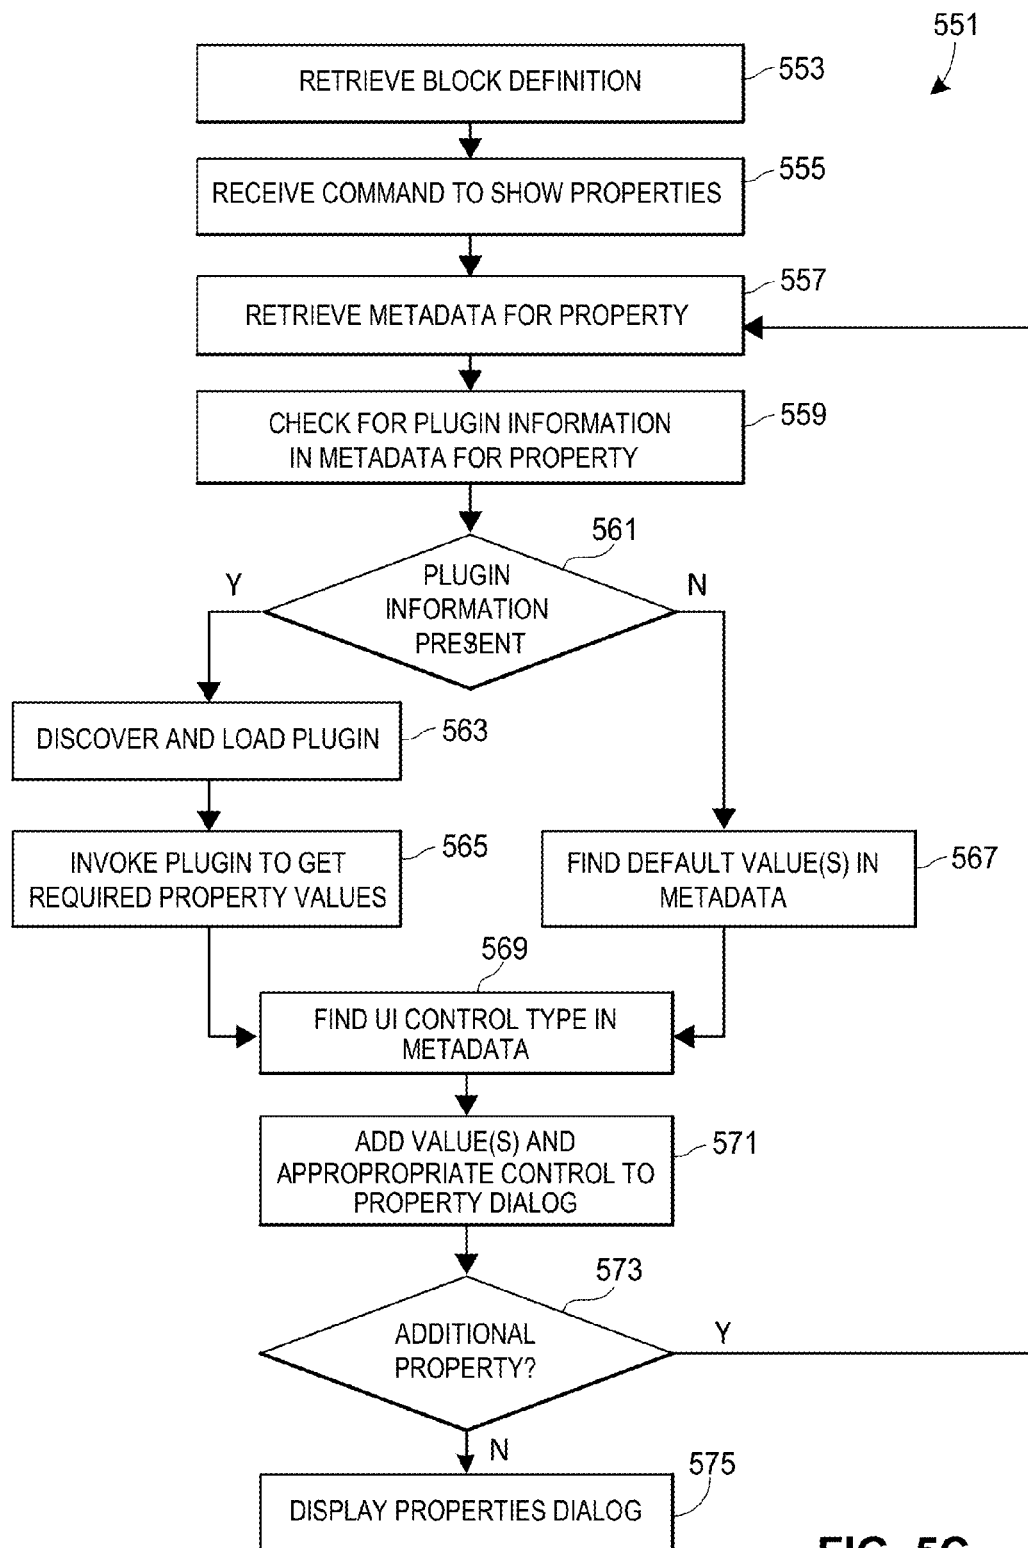 551
RETRIEVE BLOCK DEFINITION
553
RECEIVE COMMAND TO SHOW PROPERTIES
555
RETRIEVE METADATA FOR PROPERTY
557
CHECK FOR PLUGIN INFORMATION
IN METADATA FOR PROPERTY
559
561
Y
N
PLUGIN
INFORMATION
PRESENT
DISCOVER AND LOAD PLUGIN
563
INVOKE PLUGIN TO GET
REQUIRED PROPERTY VALUES
565
FIND DEFAULT VALUE(S) IN
METADATA
567
569
FIND UI CONTROL TYPE IN
METADATA
ADD VALUE(S) AND
APPROPROPRIATE CONTROL TO
PROPERTY DIALOG
571
573
ADDITIONAL
PROPERTY?
Y
N
575
DISPLAY PROPERTIES DIALOG